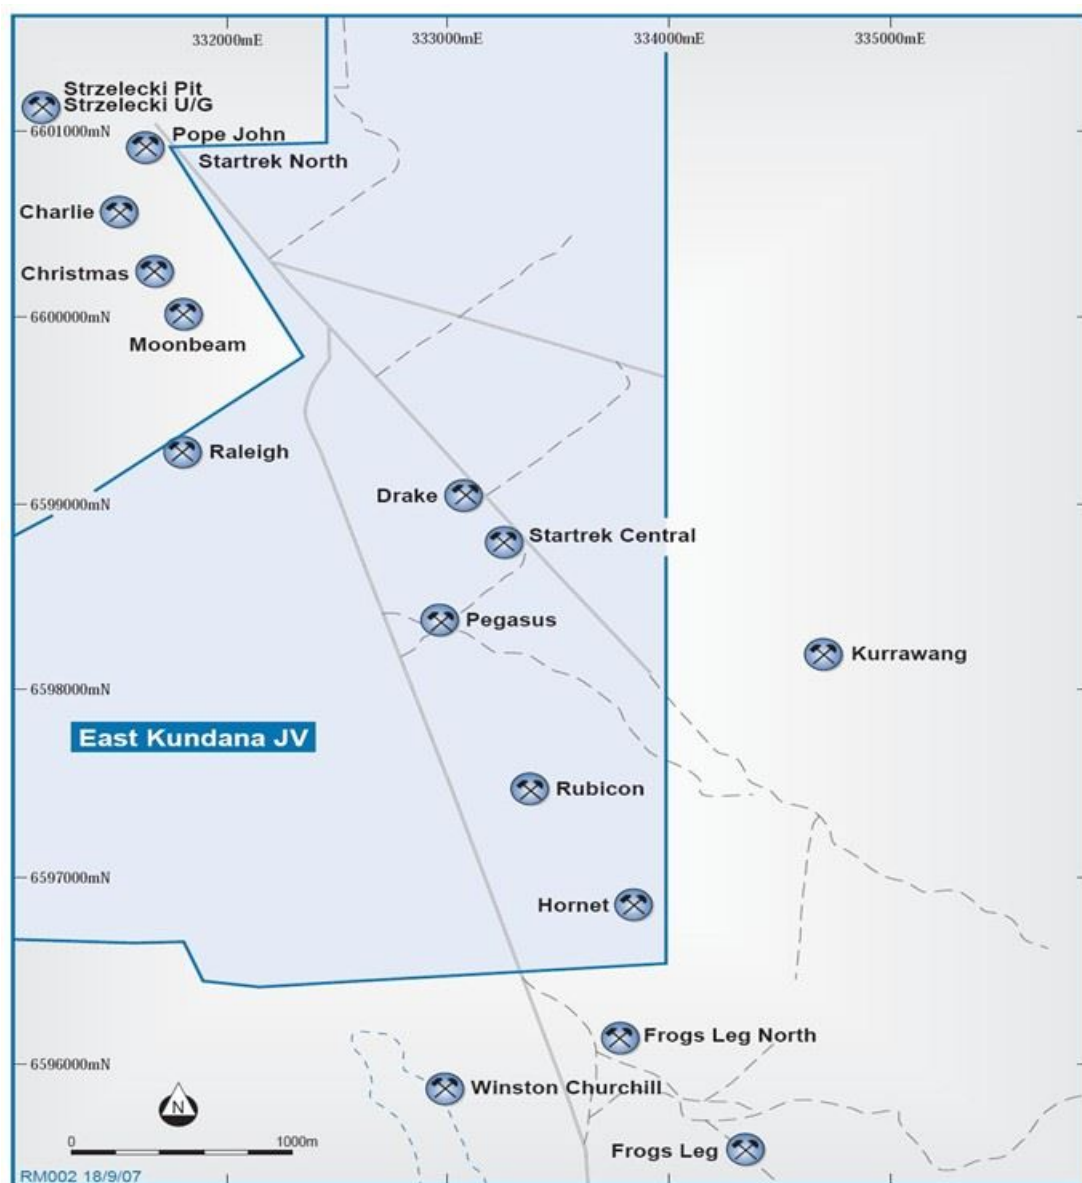 332000mE
333000mE
334000mE
335000mE
Strzelecki Pit
Strzelecki U/G
6601000mN
Pope John
Startrek North
Charlie
Christmas
6600000mN
Moonbeam
Raleigh
Drake
6599000mN
Startrek Central
Pegasus
Kurrawang
6598000mN
East Kundana JV
Rubicon
6597000mN
Hornet
Frogs Leg North
6596000mN
Winston Churchill
N
0
1000m
Frogs Leg
RM002 18/9/07